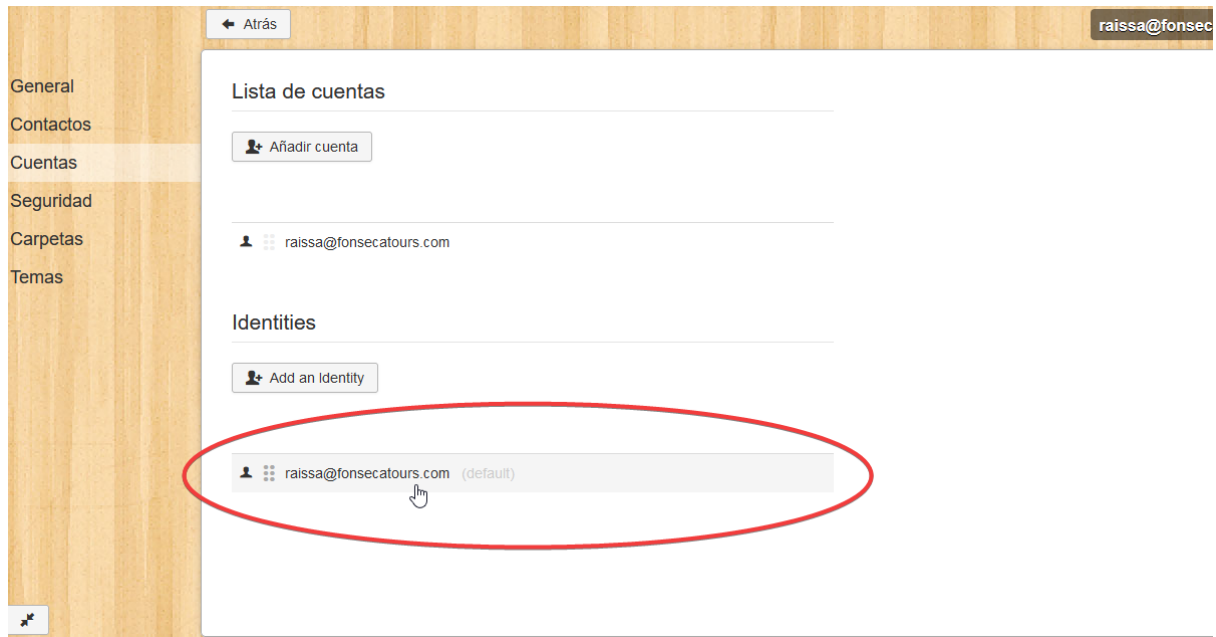 Atrás
raissa@fonsec
General
Contactos
Cuentas
Seguridad
Carpetas
Temas
Lista de cuentas
Añadir cuenta
raissa@fonsecatours.com
Identities
Add an Identity
raissa@fonsecatours.com (default)